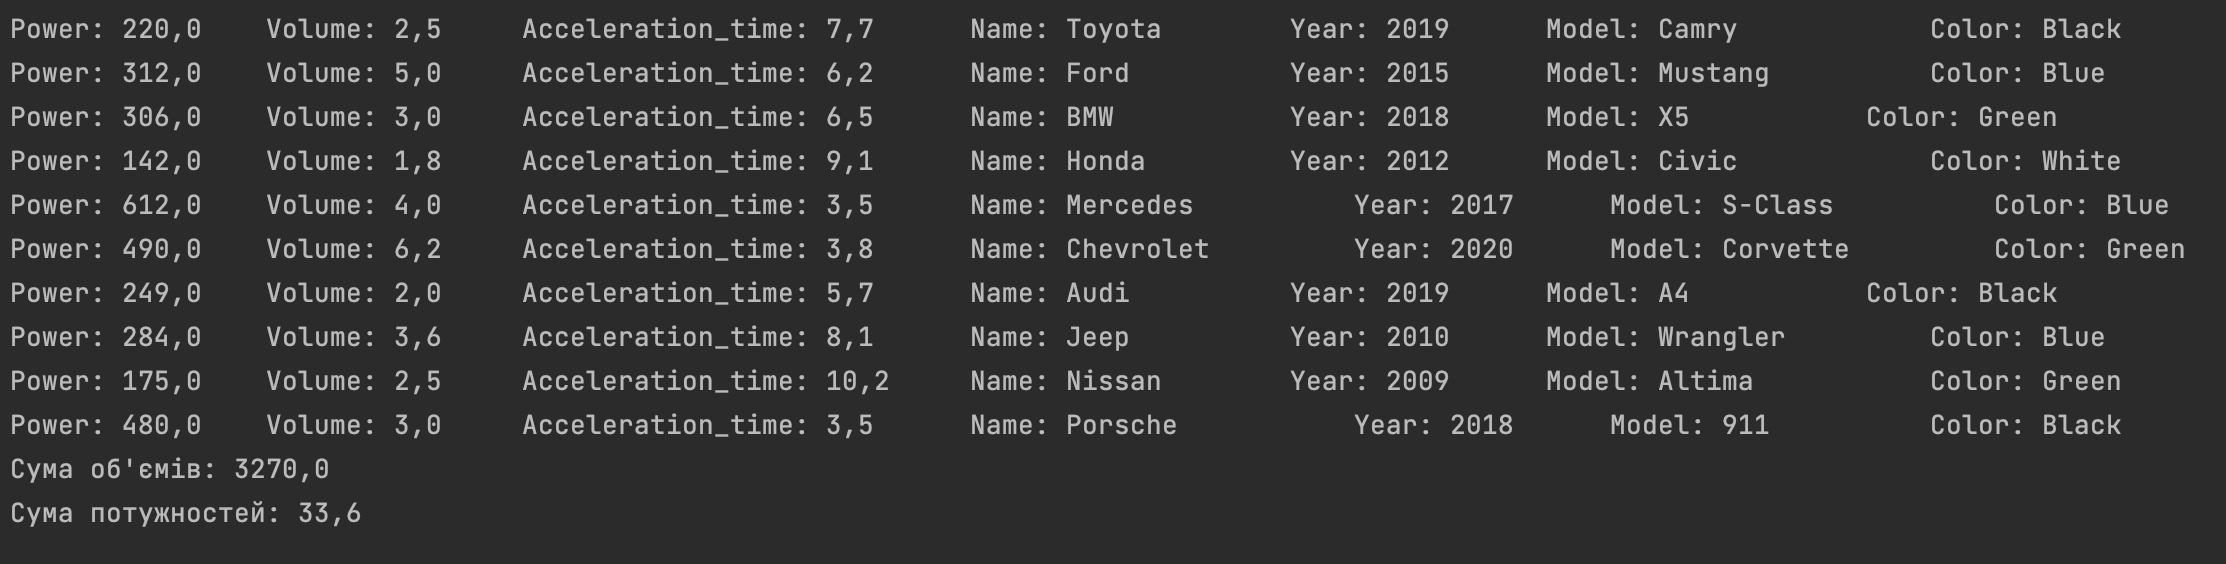 Power: 220,0 Volume: 2,5 Acceleration_time: 7,7 Name: Toyota Year: 2019 Model: Camry Color: Black
Power: 312,0 Volume: 5,0 Acceleration_time: 6,2 Name: Ford Year: 2015 Model: Mustang Color: Blue
Power: 306,0 Volume: 3,0 Acceleration_time: 6,5 Name: BMW Year: 2018 Model: X5 Color: Green
Power: 142,0 Volume: 1,8 Acceleration_time: 9,1 Name: Honda Year: 2012 Model: Civic Color: White
Power: 612,0 Volume: 4,0 Acceleration_time: 3,5 Name: Mercedes Year: 2017 Model: S-Class Color: Blue
Power: 490,0 Volume: 6,2 Acceleration_time: 3,8 Name: Chevrolet Year: 2020 Model: Corvette Color: Green
Power: 249,0 Volume: 2,0 Acceleration_time: 5,7 Name: Audi Year: 2019 Model: A4 Color: Black
Power: 284,0 Volume: 3,6 Acceleration_time: 8,1 Name: Jeep Year: 2010 Model: Wrangler Color: Blue
Power: 175,0 Volume: 2,5 Acceleration_time: 10,2 Name: Nissan Year: 2009 Model: Altima Color: Green
Power: 480,0 Volume: 3,0 Acceleration_time: 3,5 Name: Porsche Year: 2018 Model: 911 Color: Black
Сума об'ємів: 3270,0
Сума потужностей: 33,6